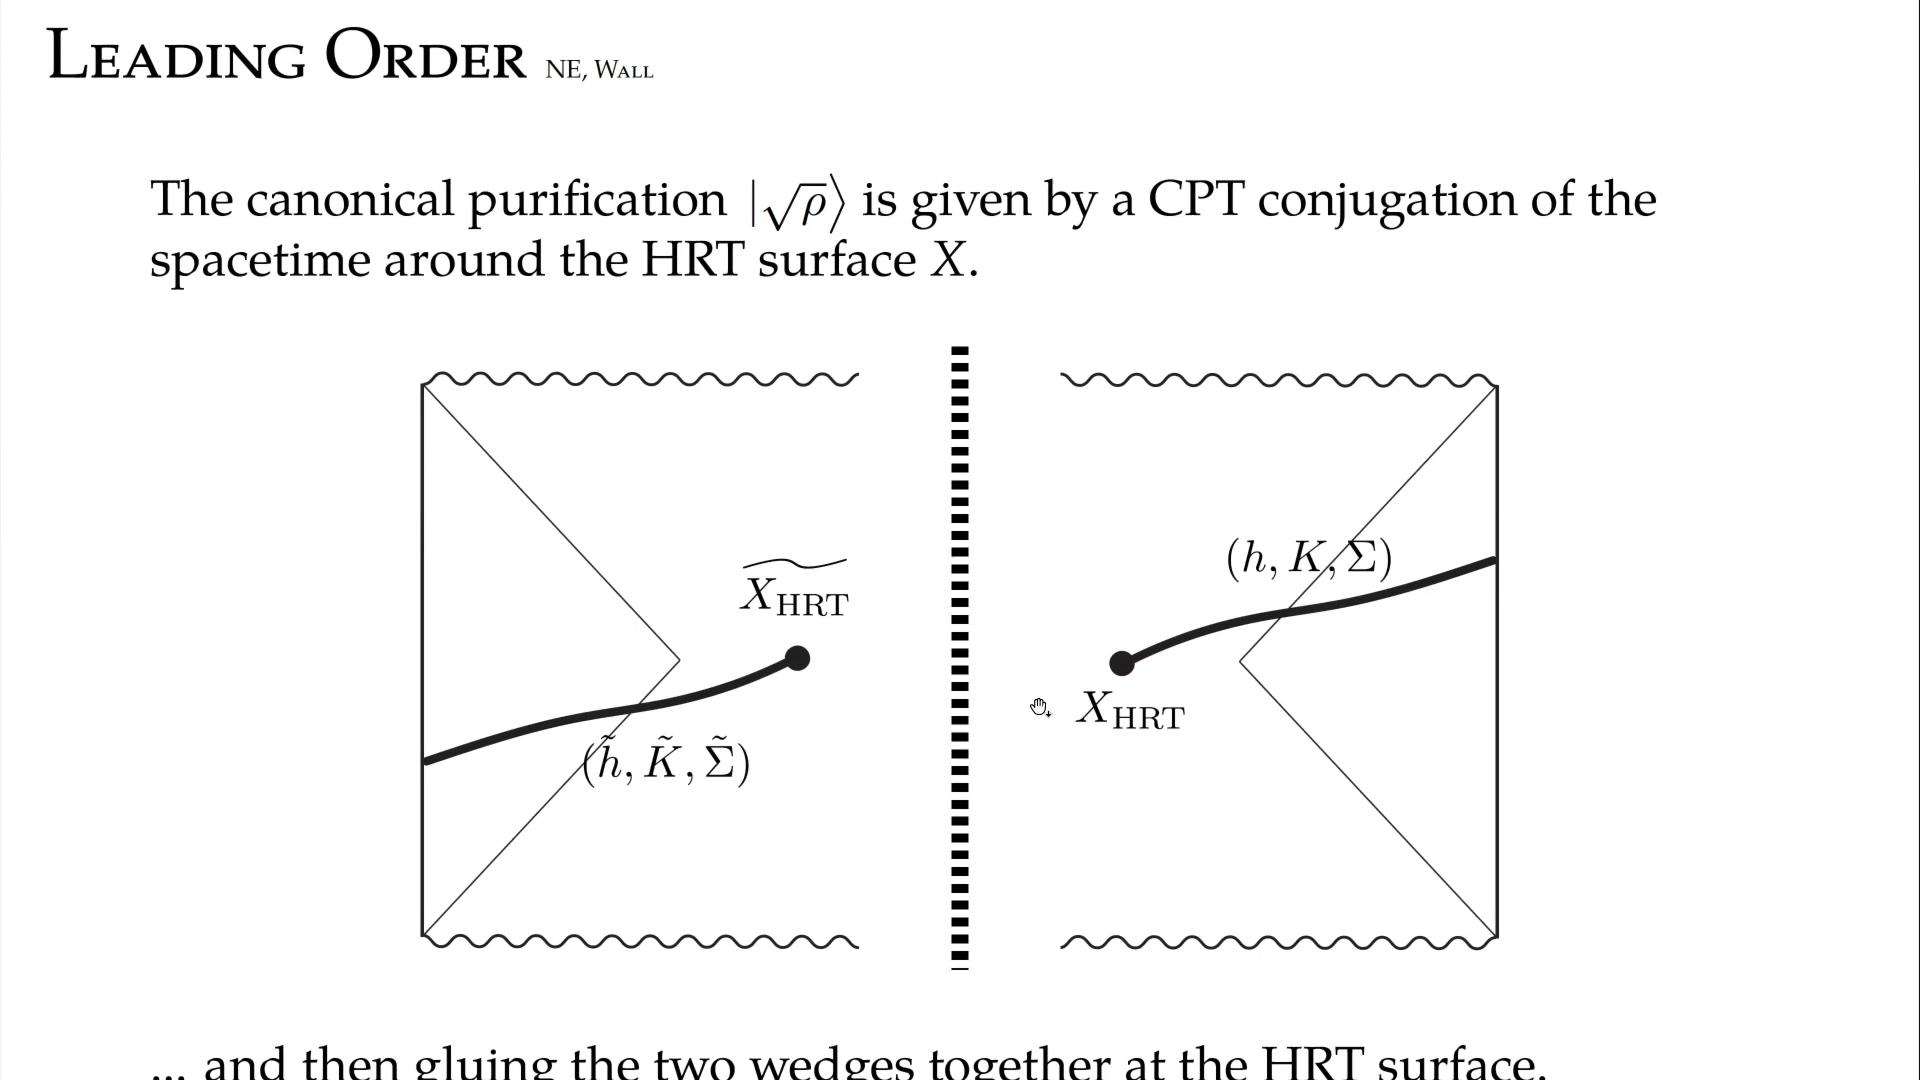 LEADING ORDER NE, WALL
The canonical purification |√ρ⟩ is given by a CPT conjugation of the
spacetime around the HRT surface X.
(h, K, Σ)
X̃_HRT
X_HRT
(h̃, K̃, Σ̃)
... and then gluing the two wedges together at the HRT surface.